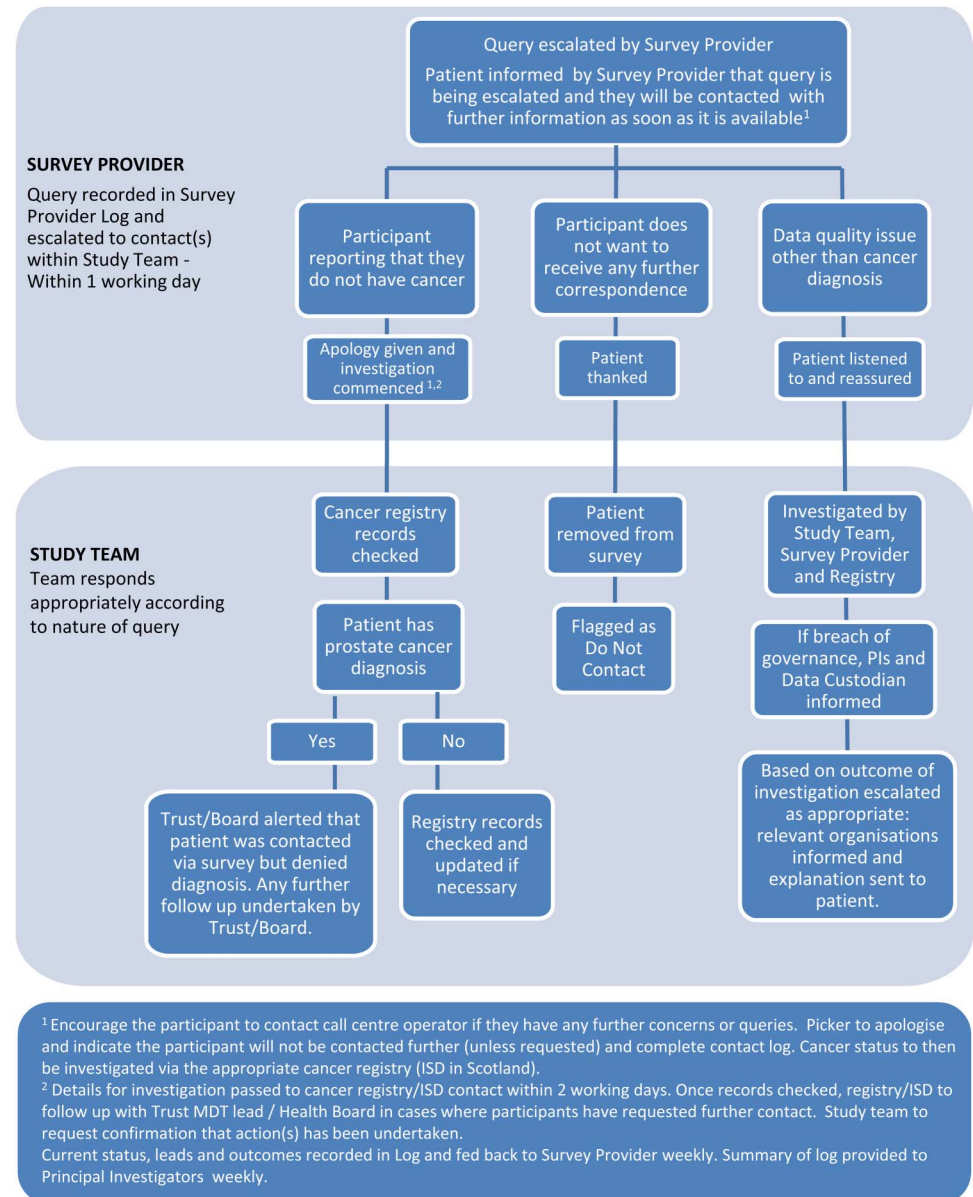 Query escalated by Survey Provider
Patient informed by Survey Provider that query is
being escalated and they will be contacted with
further information as soon as it is available1
SURVEY PROVIDER
Query recorded in Survey
Provider Log and
escalated to contact(s)
within Study Team -
Within 1 working day
Participant
reporting that they
do not have cancer
Participant does
not want to
receive any further
correspondence
Data quality issue
other than cancer
diagnosis
Apology given and
investigation
commenced 1,2
Patient
thanked
Patient listened
to and reassured
STUDY TEAM
Team responds
appropriately according
to nature of query
Cancer registry
records
checked
Patient
removed from
survey
Investigated by
Study Team,
Survey Provider
and Registry
Patient has
prostate cancer
diagnosis
Flagged as
Do Not
Contact
If breach of
governance, PIs and
Data Custodian
informed
Yes
No
Trust/Board alerted that
patient was contacted
via survey but denied
diagnosis. Any further
follow up undertaken by
Trust/Board.
Registry records
checked and
updated if
necessary
Based on outcome of
investigation escalated
as appropriate:
relevant organisations
informed and
explanation sent to
patient.
1 Encourage the participant to contact call centre operator if they have any further concerns or queries. Picker to apologise
and indicate the participant will not be contacted further (unless requested) and complete contact log. Cancer status to then
be investigated via the appropriate cancer registry (ISD in Scotland).
2 Details for investigation passed to cancer registry/ISD contact within 2 working days. Once records checked, registry/ISD to
follow up with Trust MDT lead / Health Board in cases where participants have requested further contact. Study team to
request confirmation that action(s) has been undertaken.
Current status, leads and outcomes recorded in Log and fed back to Survey Provider weekly. Summary of log provided to
Principal Investigators weekly.